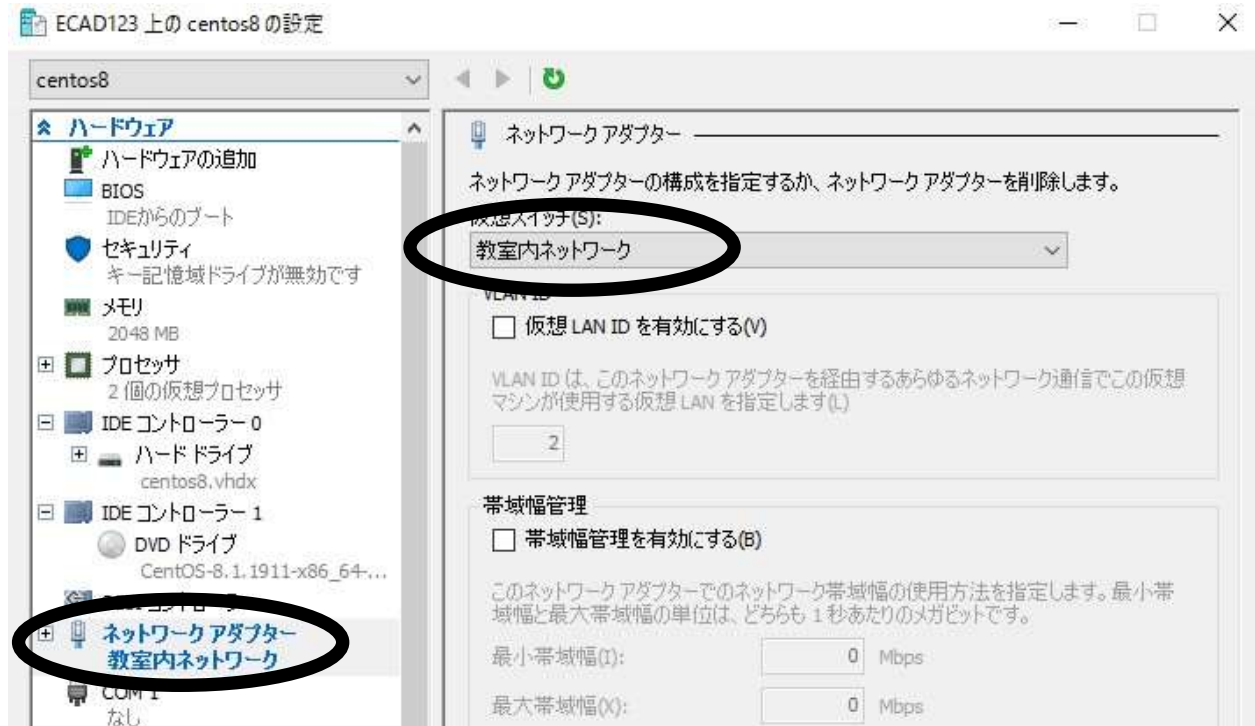 ECAD123 上の centos8 の設定
centos8
ハードウェア
ハードウェアの追加
BIOS
IDEからのブート
セキュリティ
キー記憶域ドライブが無効です
メモリ
2048 MB
プロセッサ
2 個の仮想プロセッサ
IDE コントローラー 0
ハード ドライブ
centos8.vhdx
IDE コントローラー 1
DVD ドライブ
CentOS-8.1.1911-x86_64-...
SCSI コントローラー
ネットワーク アダプター
教室内ネットワーク
COM 1
なし
ネットワーク アダプター
ネットワーク アダプターの構成を指定するか、ネットワーク アダプターを削除します。
仮想スイッチ(S):
教室内ネットワーク
VLAN ID
仮想 LAN ID を有効にする(V)
VLAN ID は、このネットワーク アダプターを経由するあらゆるネットワーク通信でこの仮想
マシンが使用する仮想 LAN を指定します(L)
2
帯域幅管理
帯域幅管理を有効にする(B)
このネットワーク アダプターでのネットワーク帯域幅の使用方法を指定します。最小帯
域幅と最大帯域幅の単位は、どちらも 1 秒あたりのメガビットです。
最小帯域幅(I): 0 Mbps
最大帯域幅(X): 0 Mbps